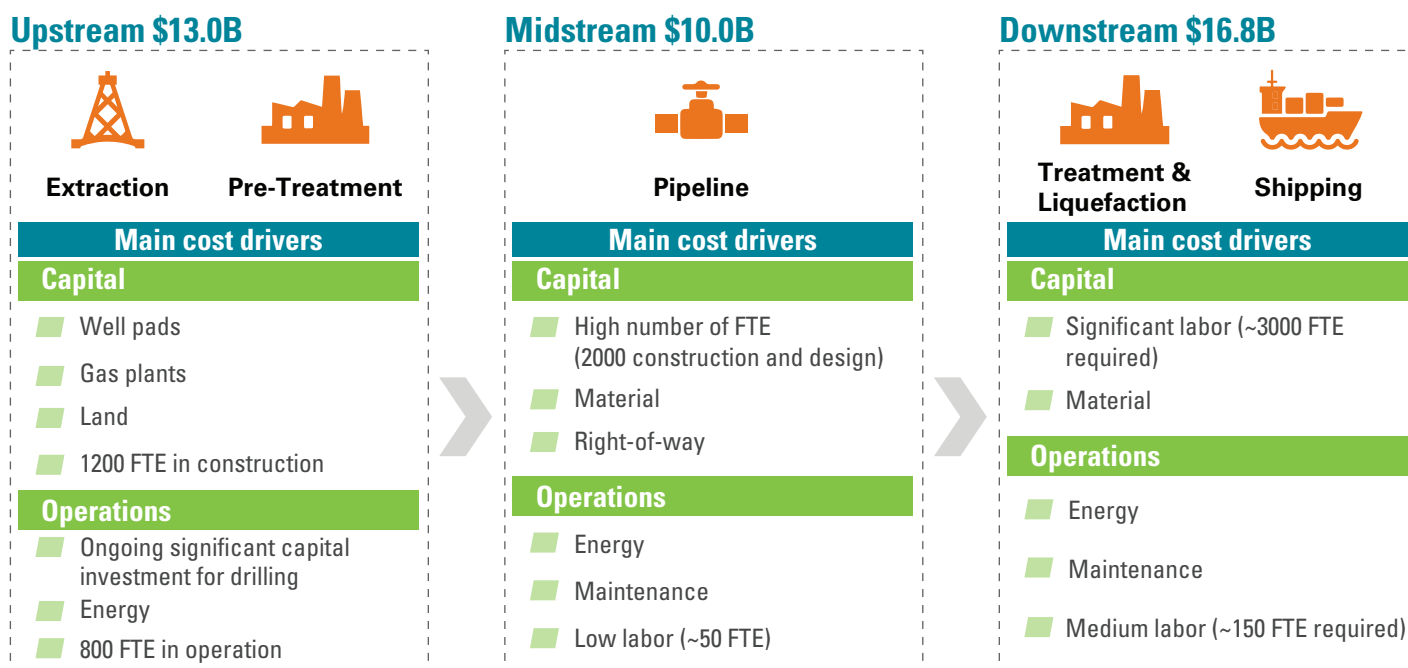 Upstream $13.0B
Extraction
Pre-Treatment
Main cost drivers
Capital
Well pads
Gas plants
Land
1200 FTE in construction
Operations
Ongoing significant capital
investment for drilling
Energy
800 FTE in operation
Midstream $10.0B
Pipeline
Main cost drivers
Capital
High number of FTE
(2000 construction and design)
Material
Right-of-way
Operations
Energy
Maintenance
Low labor (~50 FTE)
Downstream $16.8B
Treatment &
Liquefaction
Shipping
Main cost drivers
Capital
Significant labor (~3000 FTE
required)
Material
Operations
Energy
Maintenance
Medium labor (~150 FTE required)